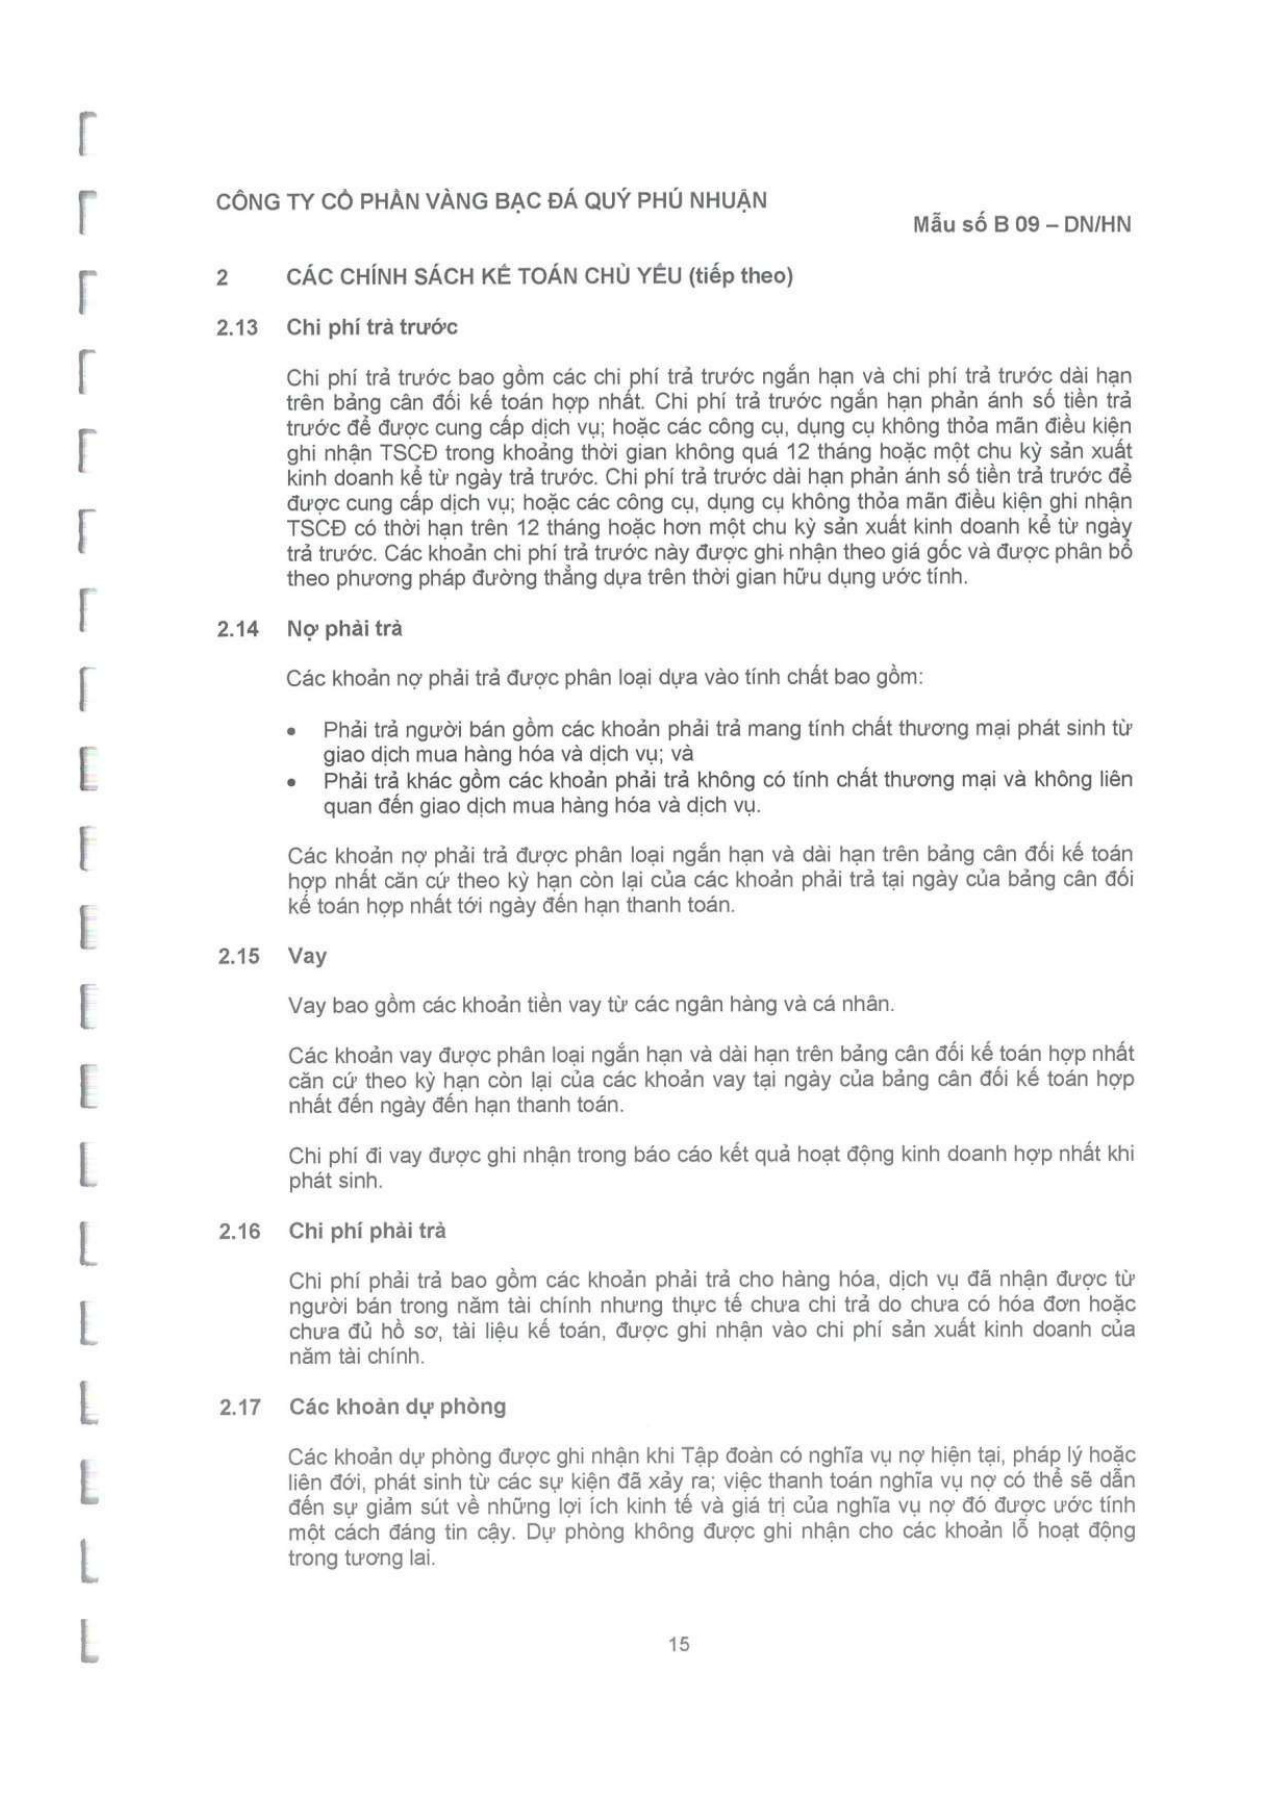 CÔNG TY CỔ PHẦN VÀNG BẠC ĐÁ QUÝ PHÚ NHUẬN
Mẫu số B 09 – DN/HN
2 CÁC CHÍNH SÁCH KẾ TOÁN CHỦ YẾU (tiếp theo)
2.13 Chi phí trả trước
Chi phí trả trước bao gồm các chi phí trả trước ngắn hạn và chi phí trả trước dài hạn
trên bảng cân đối kế toán hợp nhất. Chi phí trả trước ngắn hạn phản ánh số tiền trả
trước để được cung cấp dịch vụ; hoặc các công cụ, dụng cụ không thỏa mãn điều kiện
ghi nhận TSCĐ trong khoảng thời gian không quá 12 tháng hoặc một chu kỳ sản xuất
kinh doanh kể từ ngày trả trước. Chi phí trả trước dài hạn phản ánh số tiền trả trước để
được cung cấp dịch vụ; hoặc các công cụ, dụng cụ không thỏa mãn điều kiện ghi nhận
TSCĐ có thời hạn trên 12 tháng hoặc hơn một chu kỳ sản xuất kinh doanh kể từ ngày
trả trước. Các khoản chi phí trả trước này được ghi nhận theo giá gốc và được phân bổ
theo phương pháp đường thẳng dựa trên thời gian hữu dụng ước tính.
2.14 Nợ phải trả
Các khoản nợ phải trả được phân loại dựa vào tính chất bao gồm:
• Phải trả người bán gồm các khoản phải trả mang tính chất thương mại phát sinh từ
giao dịch mua hàng hóa và dịch vụ; và
• Phải trả khác gồm các khoản phải trả không có tính chất thương mại và không liên
quan đến giao dịch mua hàng hóa và dịch vụ.
Các khoản nợ phải trả được phân loại ngắn hạn và dài hạn trên bảng cân đối kế toán
hợp nhất căn cứ theo kỳ hạn còn lại của các khoản phải trả tại ngày của bảng cân đối
kế toán hợp nhất tới ngày đến hạn thanh toán.
2.15 Vay
Vay bao gồm các khoản tiền vay từ các ngân hàng và cá nhân.
Các khoản vay được phân loại ngắn hạn và dài hạn trên bảng cân đối kế toán hợp nhất
căn cứ theo kỳ hạn còn lại của các khoản vay tại ngày của bảng cân đối kế toán hợp
nhất đến ngày đến hạn thanh toán.
Chi phí đi vay được ghi nhận trong báo cáo kết quả hoạt động kinh doanh hợp nhất khi
phát sinh.
2.16 Chi phí phải trả
Chi phí phải trả bao gồm các khoản phải trả cho hàng hóa, dịch vụ đã nhận được từ
người bán trong năm tài chính nhưng thực tế chưa chi trả do chưa có hóa đơn hoặc
chưa đủ hồ sơ, tài liệu kế toán, được ghi nhận vào chi phí sản xuất kinh doanh của
năm tài chính.
2.17 Các khoản dự phòng
Các khoản dự phòng được ghi nhận khi Tập đoàn có nghĩa vụ nợ hiện tại, pháp lý hoặc
liên đới, phát sinh từ các sự kiện đã xảy ra; việc thanh toán nghĩa vụ nợ có thể sẽ dẫn
đến sự giảm sút về những lợi ích kinh tế và giá trị của nghĩa vụ nợ đó được ước tính
một cách đáng tin cậy. Dự phòng không được ghi nhận cho các khoản lỗ hoạt động
trong tương lai.
15